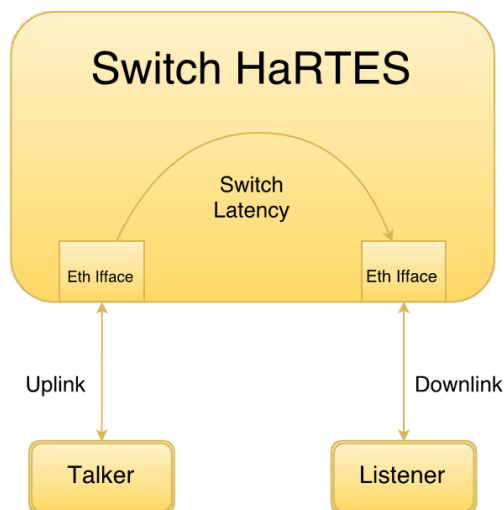 Switch HaRTES
Switch
Latency
Eth Ifface
Eth Ifface
Uplink
Downlink
Talker
Listener